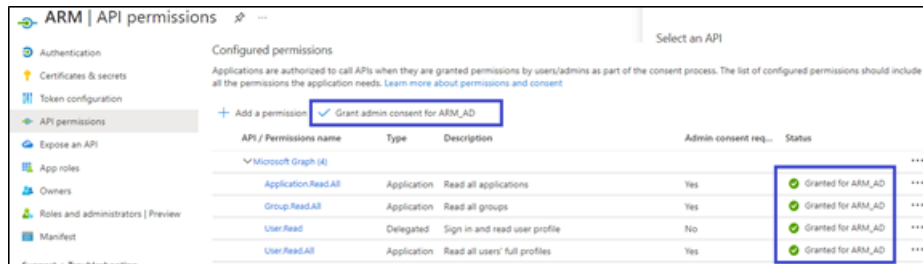 ARM | API permissions
Select an API
Authentication
Certificates & secrets
Token configuration
API permissions
Expose an API
App roles
Owners
Roles and administrators | Preview
Manifest
Configured permissions
Applications are authorized to call APIs when they are granted permissions by users/admins as part of the consent process. The list of configured permissions should include
all the permissions the application needs. Learn more about permissions and consent
Add a permission Grant admin consent for ARM_AD
API / Permissions name Type Description Admin consent req... Status
Microsoft Graph (4)
Application.Read.All Application Read all applications Yes Granted for ARM_AD
Group.Read.All Application Read all groups Yes Granted for ARM_AD
User.Read Delegated Sign in and read user profile No Granted for ARM_AD
User.Read.All Application Read all users' full profiles Yes Granted for ARM_AD